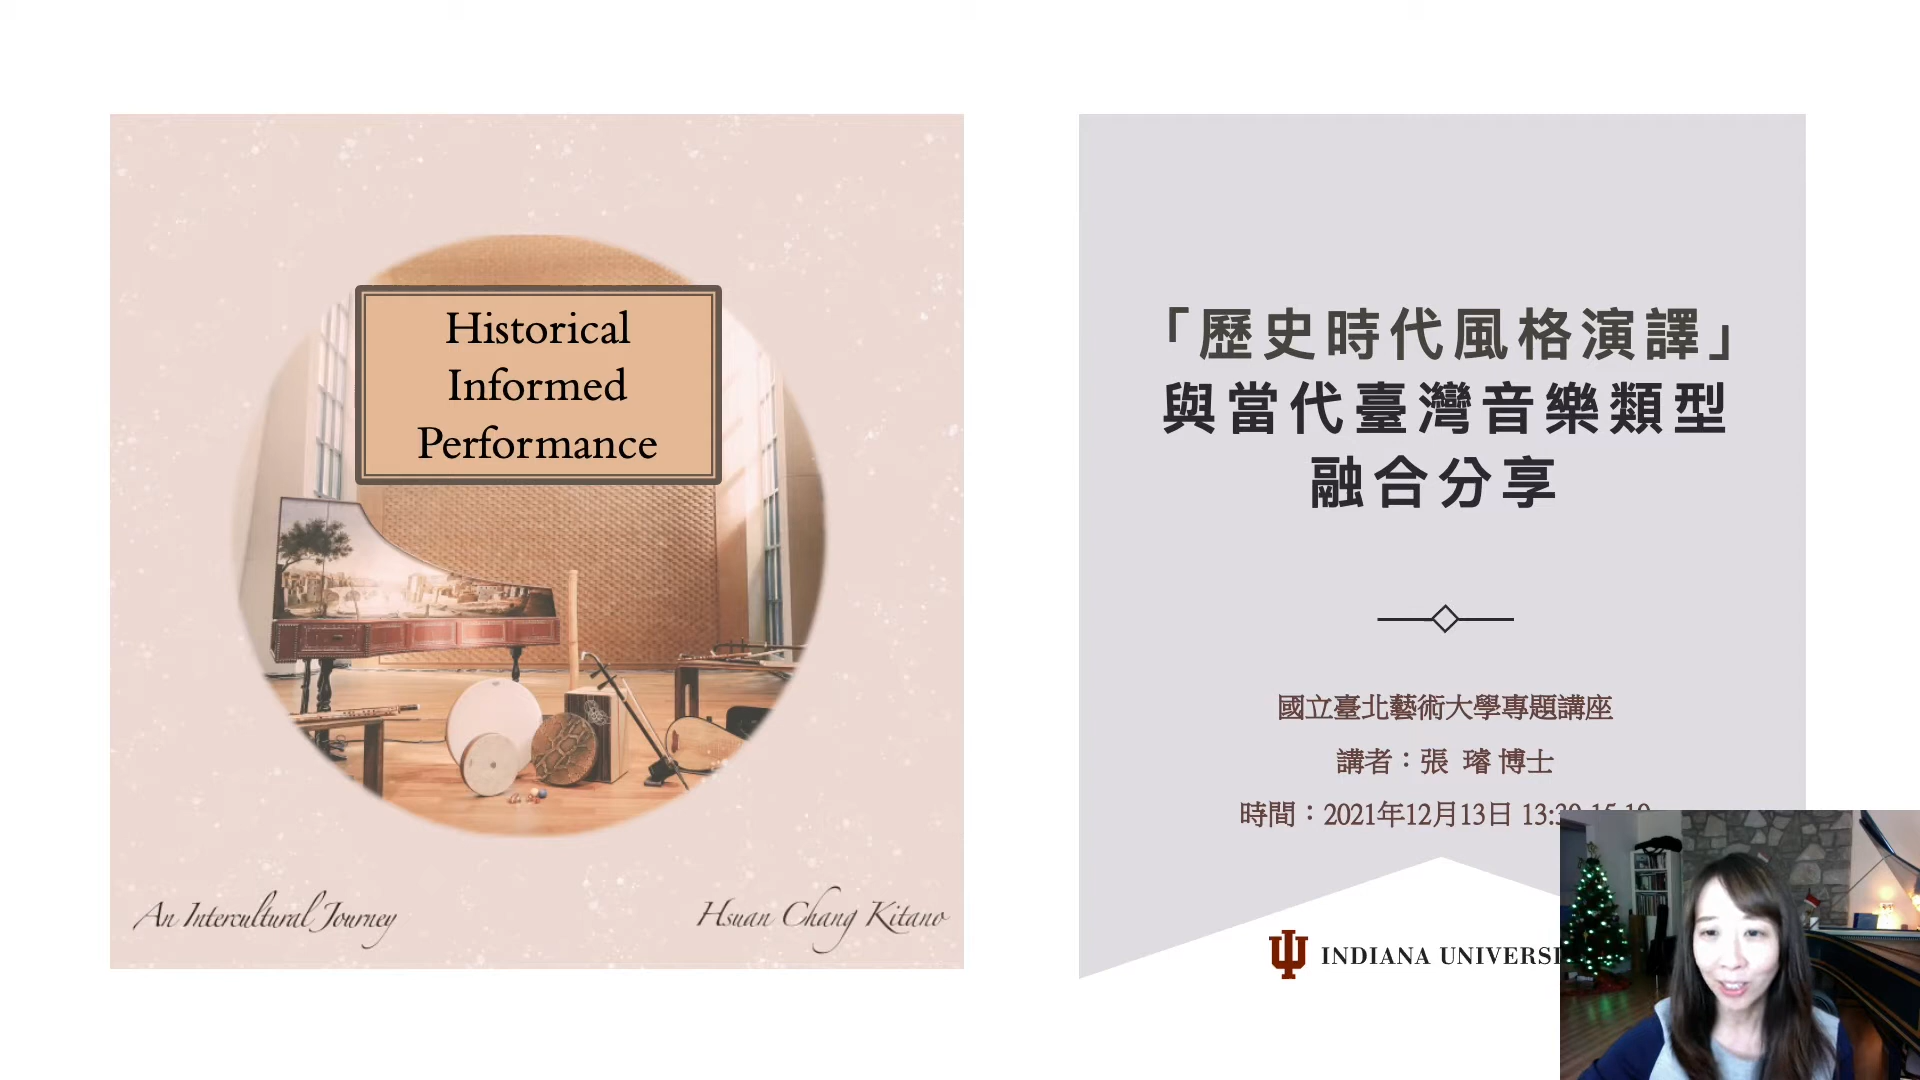 Historical
Informed
Performance
An Intercultural Journey
Hsuan Chang Kitano
「歷史時代風格演譯」
與當代臺灣音樂類型
融合分享
國立臺北藝術大學專題講座
講者：張 璿 博士
時間：2021年12月13日
INDIANA